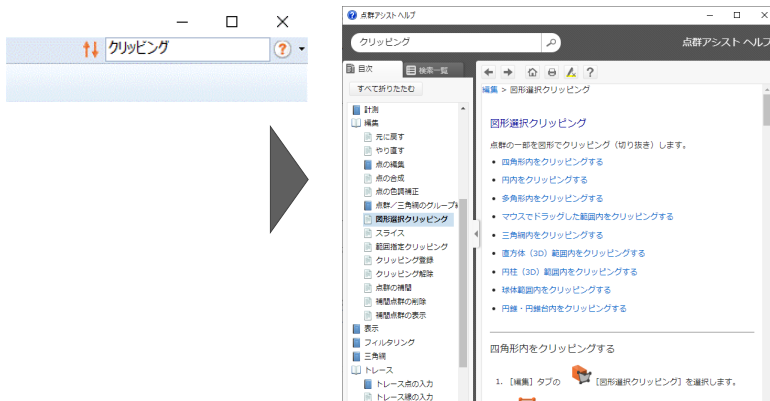 クリッピング
点群アシスト ヘルプ
クリッピング
点群アシスト ヘルプ
目次
検索一覧
すべて折りたたむ
計測
編集
元に戻す
やり直す
点の編集
点の合成
点の色調補正
点群／三角網のグループ
図形選択クリッピング
スライス
範囲指定クリッピング
クリッピング登録
クリッピング解除
点群の補間
補間点群の削除
補間点群の表示
表示
フィルタリング
三角網
トレース
トレース点の入力
トレース線の入力
編集 > 図形選択クリッピング
図形選択クリッピング
点群の一部を図形でクリッピング（切り抜き）します。
• 四角形内をクリッピングする
• 円内をクリッピングする
• 多角形内をクリッピングする
• マウスでドラッグした範囲内をクリッピングする
• 三角網内をクリッピングする
• 直方体（3D）範囲内をクリッピングする
• 円柱（3D）範囲内をクリッピングする
• 球体範囲内をクリッピングする
• 円錐・円錐台内をクリッピングする
四角形内をクリッピングする
1. ［編集］タブの ［図形選択クリッピング］を選択します。